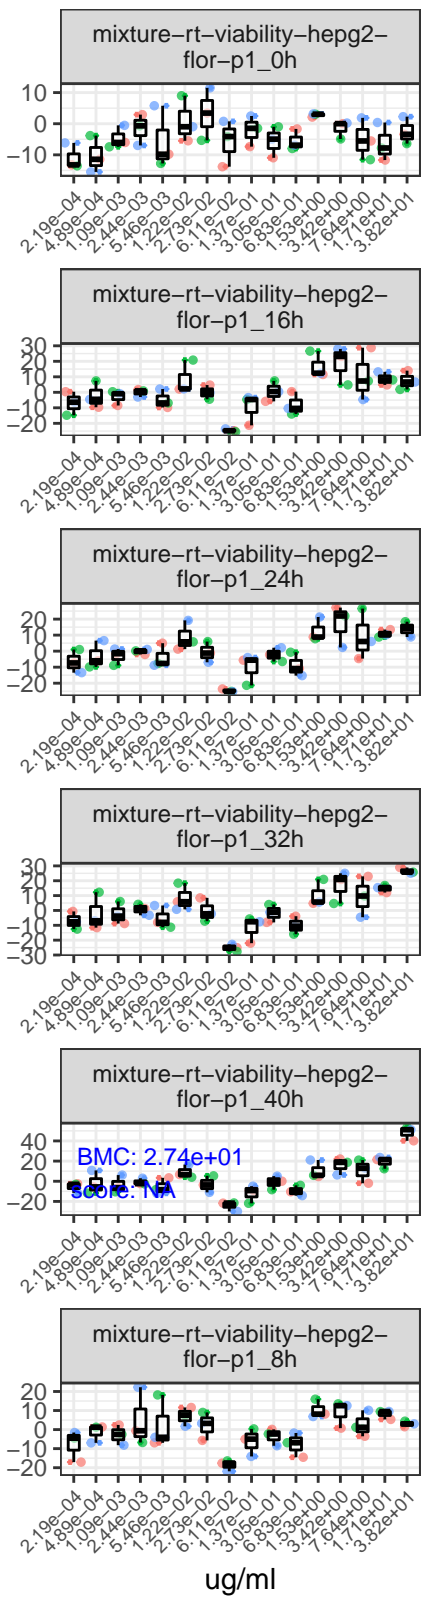 mixture−rt−viability−hepg2−
flor−p1_0h
10
0
−10
2.19e−04
4.89e−04
1.09e−03
2.44e−03
5.46e−03
1.22e−02
2.73e−02
6.11e−02
1.37e−01
3.05e−01
6.83e−01
1.53e+00
3.42e+00
7.64e+00
1.71e+01
3.82e+01
mixture−rt−viability−hepg2−
flor−p1_16h
30
20
10
0
−10
−20
2.19e−04
4.89e−04
1.09e−03
2.44e−03
5.46e−03
1.22e−02
2.73e−02
6.11e−02
1.37e−01
3.05e−01
6.83e−01
1.53e+00
3.42e+00
7.64e+00
1.71e+01
3.82e+01
mixture−rt−viability−hepg2−
flor−p1_24h
20
10
0
−10
−20
2.19e−04
4.89e−04
1.09e−03
2.44e−03
5.46e−03
1.22e−02
2.73e−02
6.11e−02
1.37e−01
3.05e−01
6.83e−01
1.53e+00
3.42e+00
7.64e+00
1.71e+01
3.82e+01
mixture−rt−viability−hepg2−
flor−p1_32h
30
20
10
0
−10
−20
−30
2.19e−04
4.89e−04
1.09e−03
2.44e−03
5.46e−03
1.22e−02
2.73e−02
6.11e−02
1.37e−01
3.05e−01
6.83e−01
1.53e+00
3.42e+00
7.64e+00
1.71e+01
3.82e+01
mixture−rt−viability−hepg2−
flor−p1_40h
40
20
0
−20
BMC: 2.74e+01
score: NA
2.19e−04
4.89e−04
1.09e−03
2.44e−03
5.46e−03
1.22e−02
2.73e−02
6.11e−02
1.37e−01
3.05e−01
6.83e−01
1.53e+00
3.42e+00
7.64e+00
1.71e+01
3.82e+01
mixture−rt−viability−hepg2−
flor−p1_8h
20
10
0
−10
−20
2.19e−04
4.89e−04
1.09e−03
2.44e−03
5.46e−03
1.22e−02
2.73e−02
6.11e−02
1.37e−01
3.05e−01
6.83e−01
1.53e+00
3.42e+00
7.64e+00
1.71e+01
3.82e+01
ug/ml